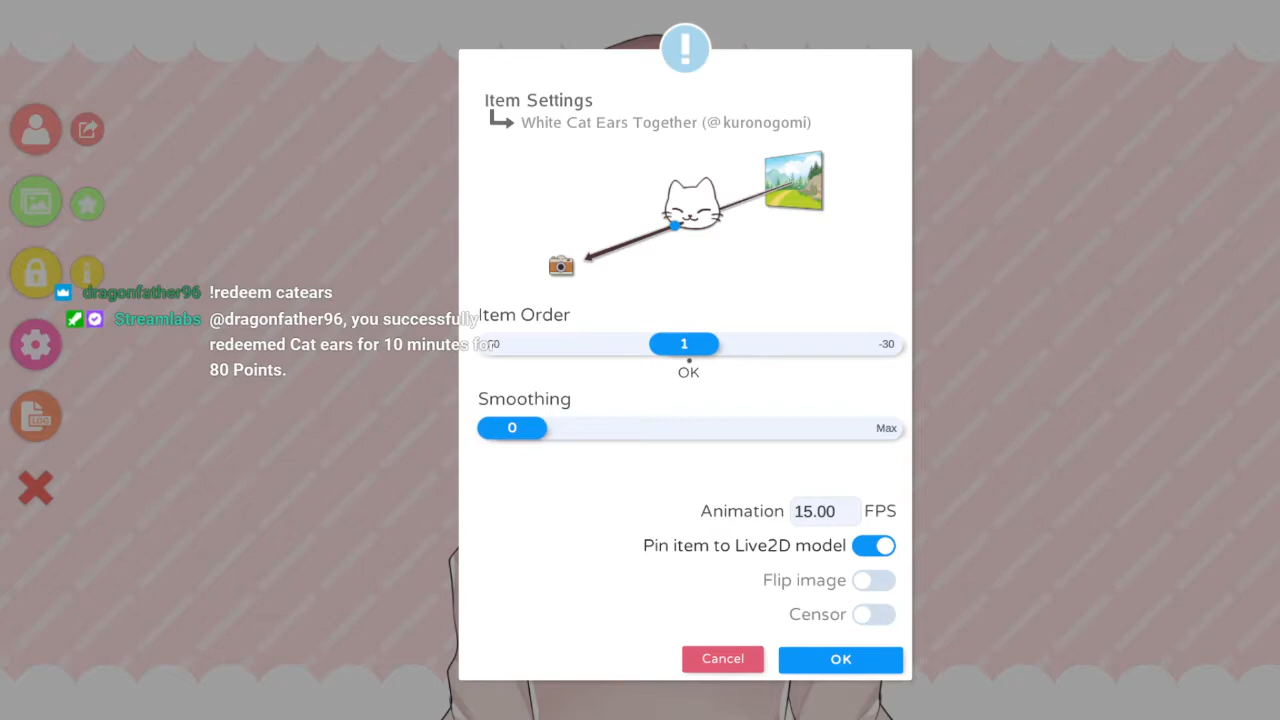 Item Settings
White Cat Ears Together (@kuronogomi)
dragonfather96 !redeem catears
Streamlabs @dragonfather96, you successfully
redeemed Cat ears for 10 minutes for
80 Points.
Item Order
1
-30
OK
Smoothing
0
Max
Animation 15.00 FPS
Pin item to Live2D model
Flip image
Censor
Cancel
OK
LOG